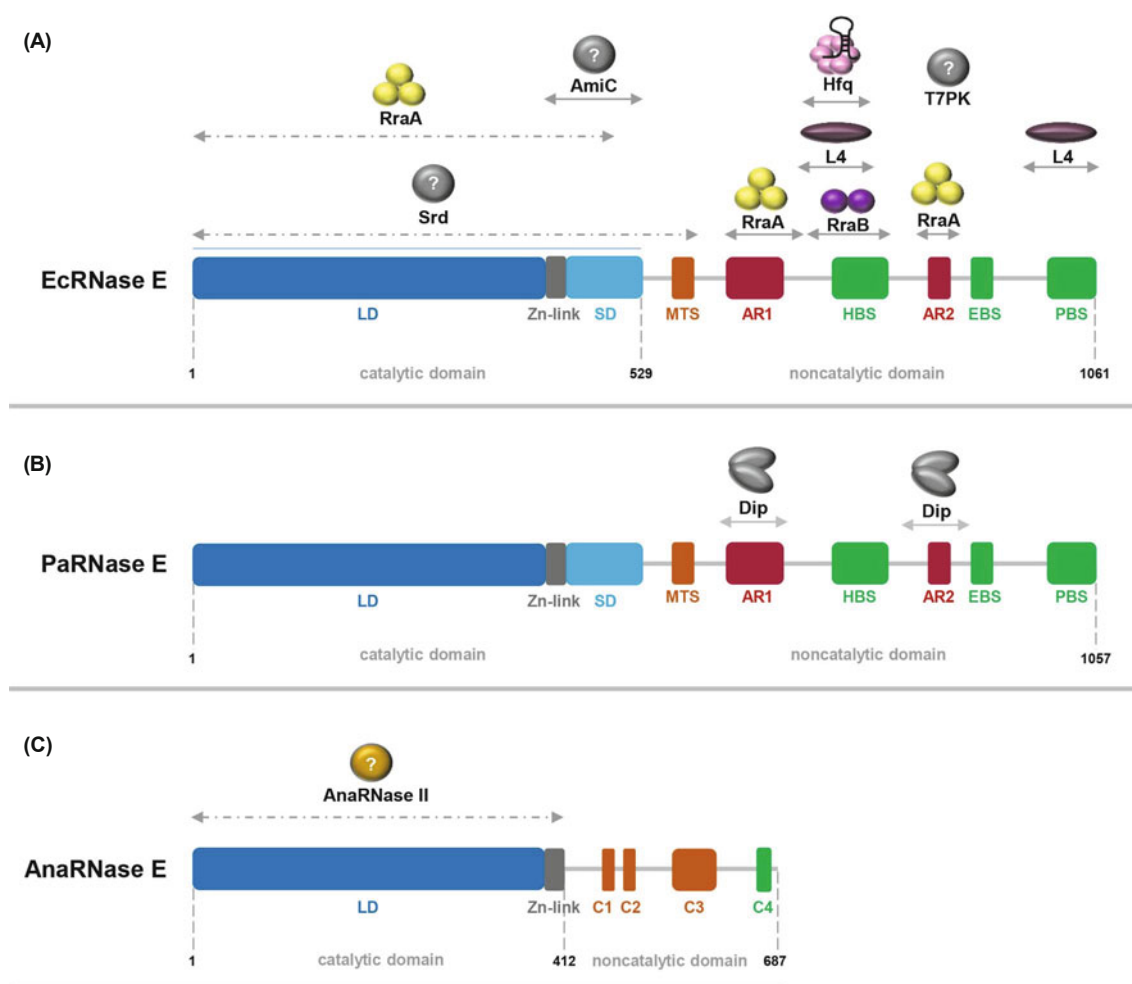 (A)
?
AmiC
RraA
Hfq
?
T7PK
L4
L4
?
Srd
RraA
RraB
RraA
EcRNase E
LD
Zn-link
SD
MTS
AR1
HBS
AR2
EBS
PBS
1
catalytic domain
529
noncatalytic domain
1061
(B)
Dip
Dip
PaRNase E
LD
Zn-link
SD
MTS
AR1
HBS
AR2
EBS
PBS
1
catalytic domain
noncatalytic domain
1057
(C)
?
AnaRNase II
AnaRNase E
LD
Zn-link
C1
C2
C3
C4
1
catalytic domain
412
noncatalytic domain
687